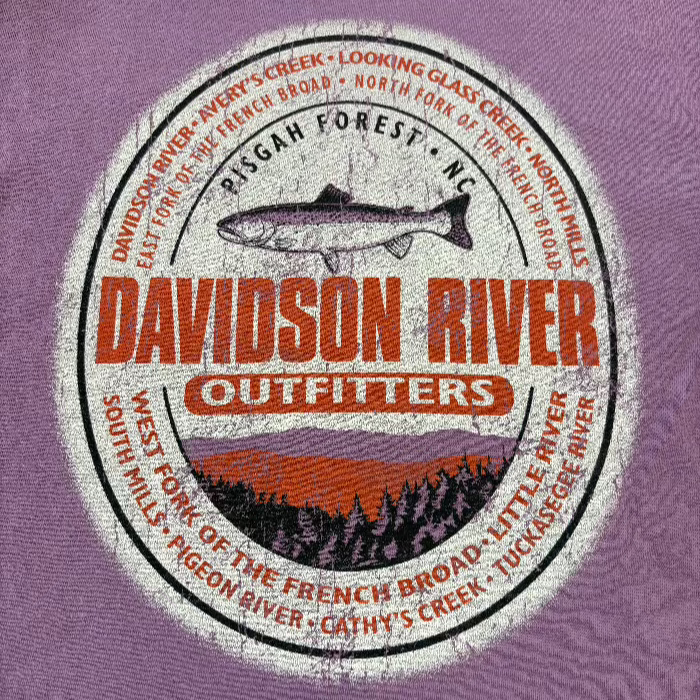 DAVIDSON RIVER • AVERY'S CREEK • LOOKING GLASS CREEK • NORTH MILLS
EAST FORK OF THE FRENCH BROAD • NORTH FORK OF THE FRENCH BROAD
PISGAH FOREST • NC
DAVIDSON RIVER
OUTFITTERS
WEST FORK OF THE FRENCH BROAD • LITTLE RIVER
SOUTH MILLS • PIGEON RIVER • CATHY'S CREEK • TUCKASEGEE RIVER